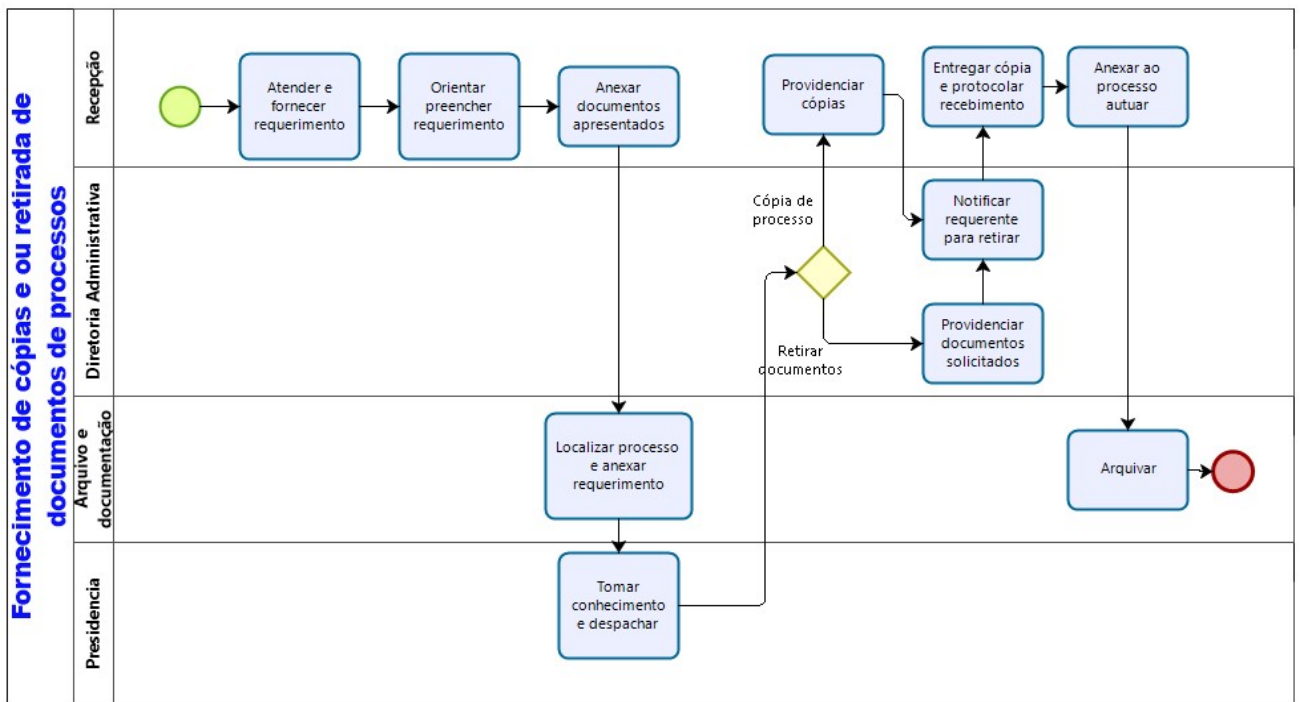 Fornecimento de cópias e ou retirada de
documentos de processos
Recepção
Atender e
fornecer
requerimento
Orientar
preencher
requerimento
Anexar
documentos
apresentados
Providenciar
cópias
Entregar cópia
e protocolar
recebimento
Anexar ao
processo
autuar
Diretoria Administrativa
Cópia de
processo
Notificar
requerente
para retirar
Retirar
documentos
Providenciar
documentos
solicitados
Arquivo e
documentação
Localizar processo
e anexar
requerimento
Arquivar
Presidencia
Tomar
conhecimento
e despachar